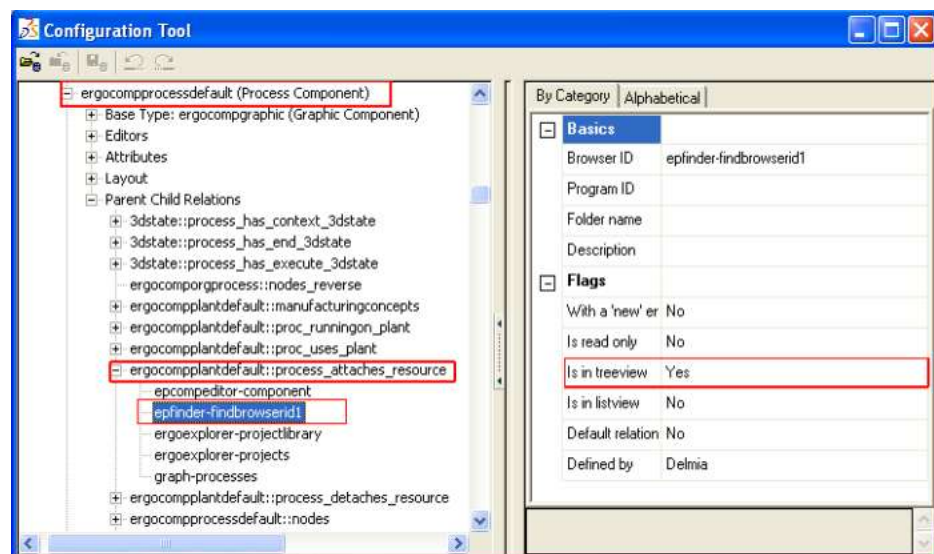 Configuration Tool
ergocompprocessdefault (Process Component)
Base Type: ergocompgraphic (Graphic Component)
Editors
Attributes
Layout
Parent Child Relations
3dstate::process_has_context_3dstate
3dstate::process_has_end_3dstate
3dstate::process_has_execute_3dstate
ergocomporgprocess::nodes_reverse
ergocompplantdefault::manufacturingconcepts
ergocompplantdefault::proc_runningon_plant
ergocompplantdefault::proc_uses_plant
ergocompplantdefault::process_attaches_resource
epcompeditor-component
epfinder-findbrowserid1
ergoexplorer-projectlibrary
ergoexplorer-projects
graph-processes
ergocompplantdefault::process_detaches_resource
ergocompprocessdefault::nodes
By Category Alphabetical
Basics
Browser ID epfinder-findbrowserid1
Program ID
Folder name
Description
Flags
With a 'new' er No
Is read only No
Is in treeview Yes
Is in listview No
Default relation No
Defined by Delmia